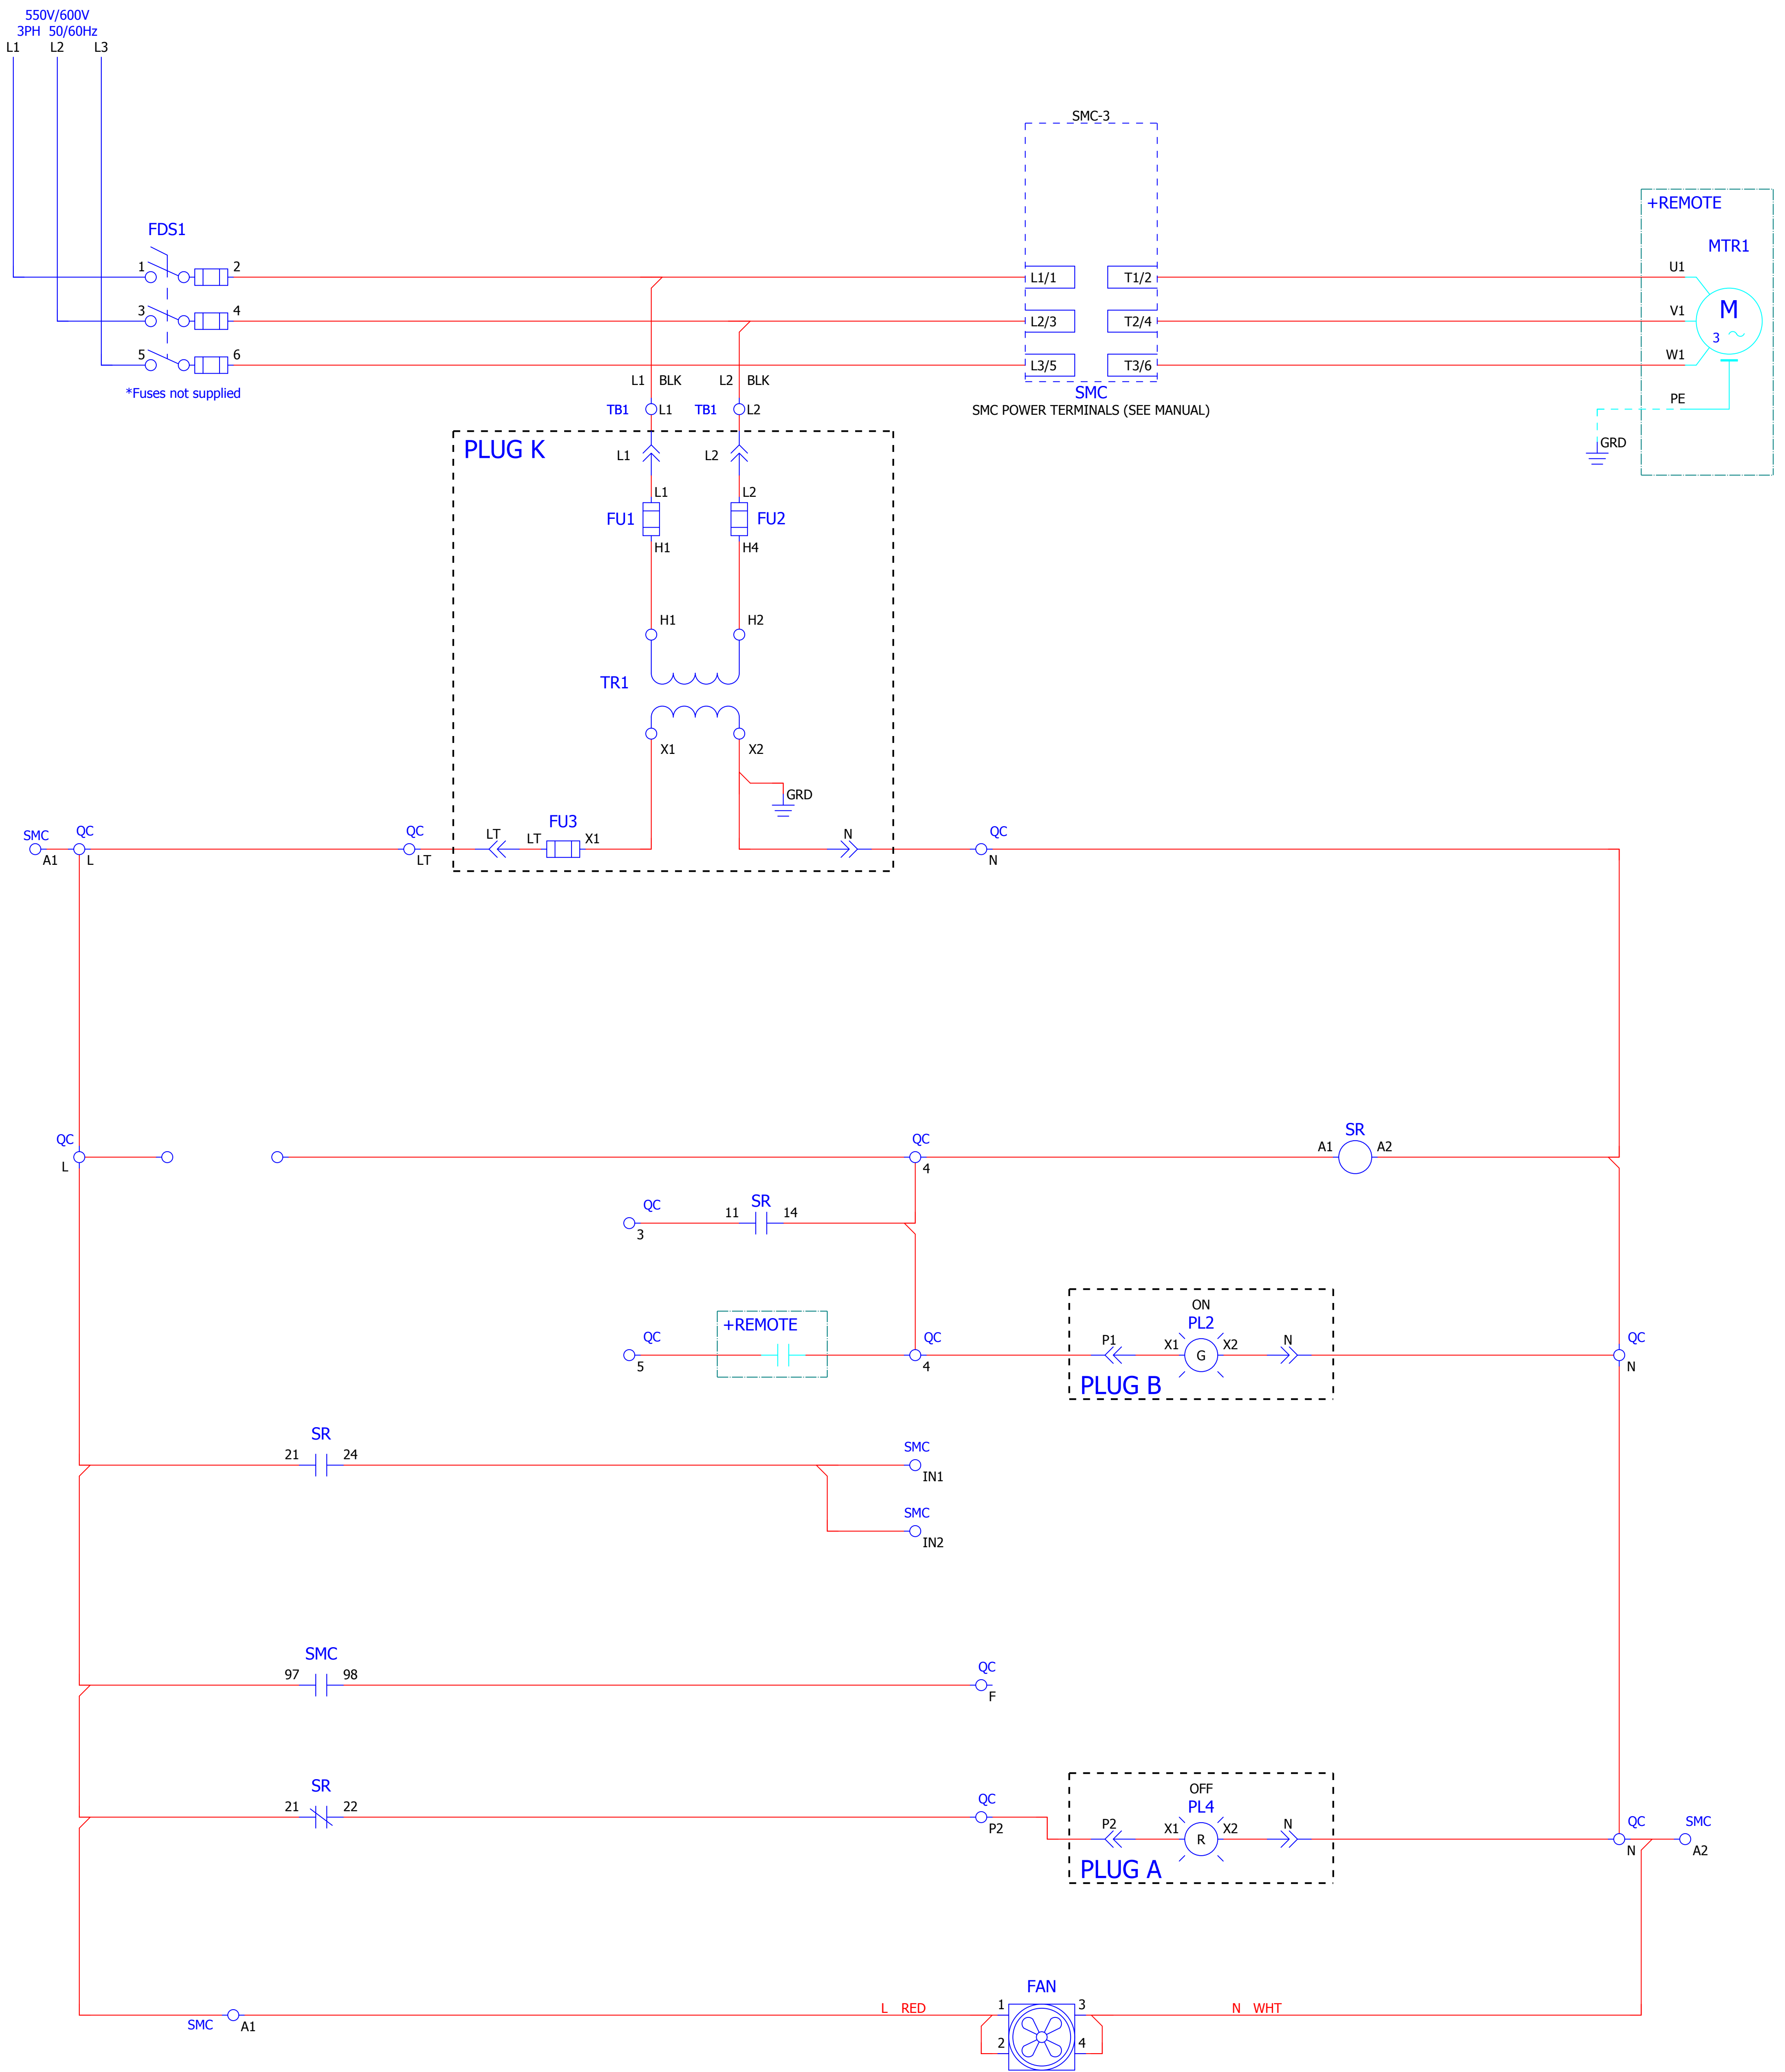 550V/600V
3PH 50/60Hz
L1 L2 L3
SMC-3
+REMOTE
MTR1
FDS1
1 2
L1/1 T1/2
U1
3 4
L2/3 T2/4
V1
M
3
5 6
L3/5 T3/6
W1
*Fuses not supplied
L1 BLK L2 BLK
SMC
SMC POWER TERMINALS (SEE MANUAL)
PE
GRD
TB1 L1 TB1 L2
PLUG K
L1 L2
L1 L2
FU1 FU2
H1 H4
H1 H2
TR1
X1 X2
GRD
SMC QC QC LT LT FU3 X1 N QC
A1 L LT N
QC QC SR
L 4 A1 A2
QC 11 SR 14
3
+REMOTE
QC QC
5 4
ON
PL2
P1 X1 G X2 N
PLUG B
QC
N
SR
21 24
SMC
IN1
SMC
IN2
SMC
97 98
QC
F
SR
21 22
QC
P2
OFF
PL4
P2 X1 R X2 N
PLUG A
QC SMC
N A2
FAN
SMC A1
L RED
1 3
2 4
N WHT